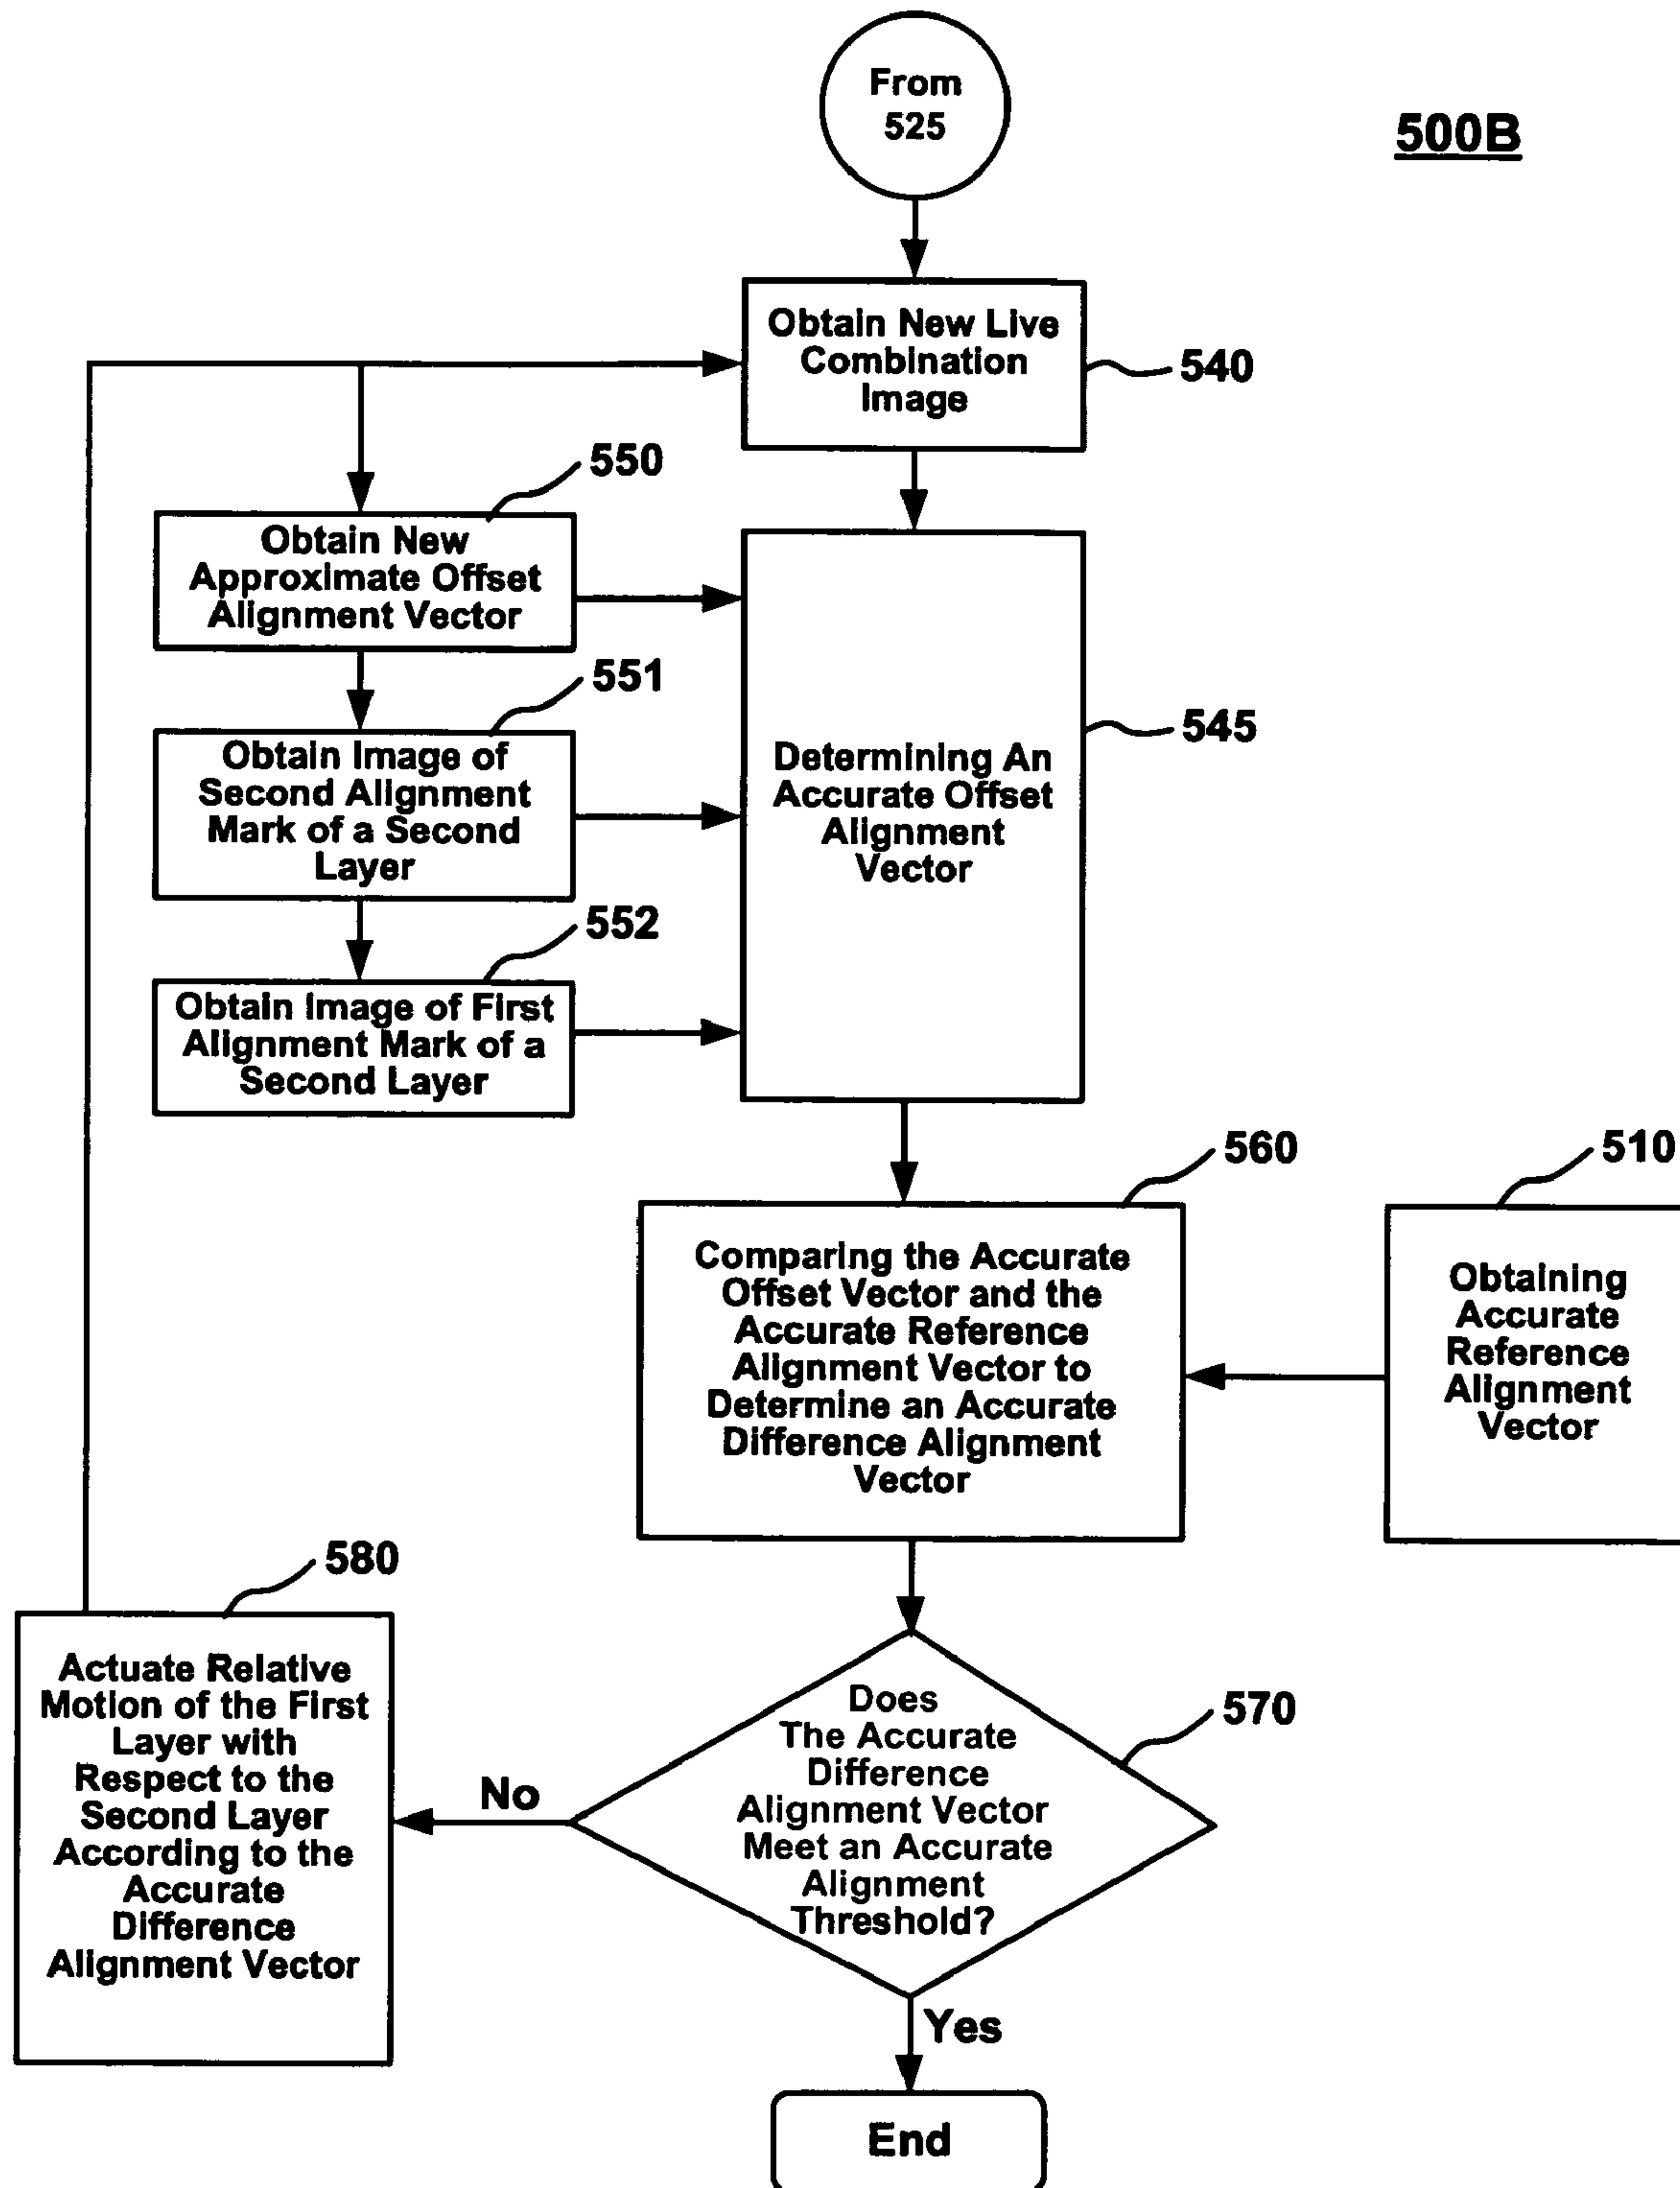 From
525
500B
Obtain New Live
Combination
Image
540
550
Obtain New
Approximate Offset
Alignment Vector
551
Obtain Image of
Second Alignment
Mark of a Second
Layer
545
Determining An
Accurate Offset
Alignment
Vector
552
Obtain Image of First
Alignment Mark of a
Second Layer
560
Comparing the Accurate
Offset Vector and the
Accurate Reference
Alignment Vector to
Determine an Accurate
Difference Alignment
Vector
510
Obtaining
Accurate
Reference
Alignment
Vector
580
Actuate Relative
Motion of the First
Layer with
Respect to the
Second Layer
According to the
Accurate
Difference
Alignment Vector
No
Does
The Accurate
Difference
Alignment Vector
Meet an Accurate
Alignment
Threshold?
570
Yes
End